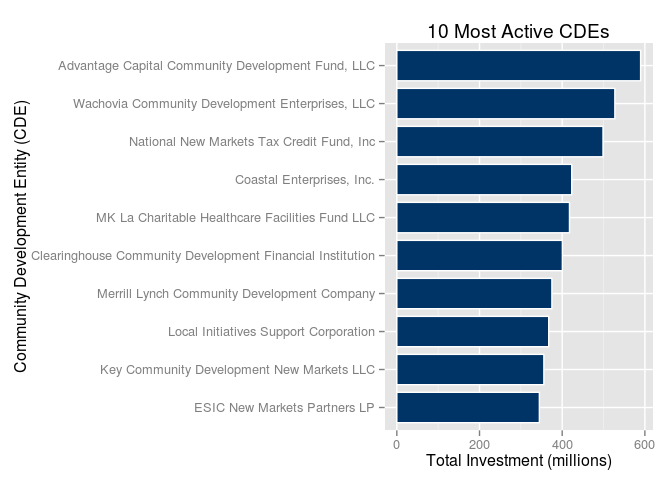 10 Most Active CDEs
Community Development Entity (CDE)
Advantage Capital Community Development Fund, LLC
Wachovia Community Development Enterprises, LLC
National New Markets Tax Credit Fund, Inc
Coastal Enterprises, Inc.
MK La Charitable Healthcare Facilities Fund LLC
Clearinghouse Community Development Financial Institution
Merrill Lynch Community Development Company
Local Initiatives Support Corporation
Key Community Development New Markets LLC
ESIC New Markets Partners LP
0 200 400 600
Total Investment (millions)